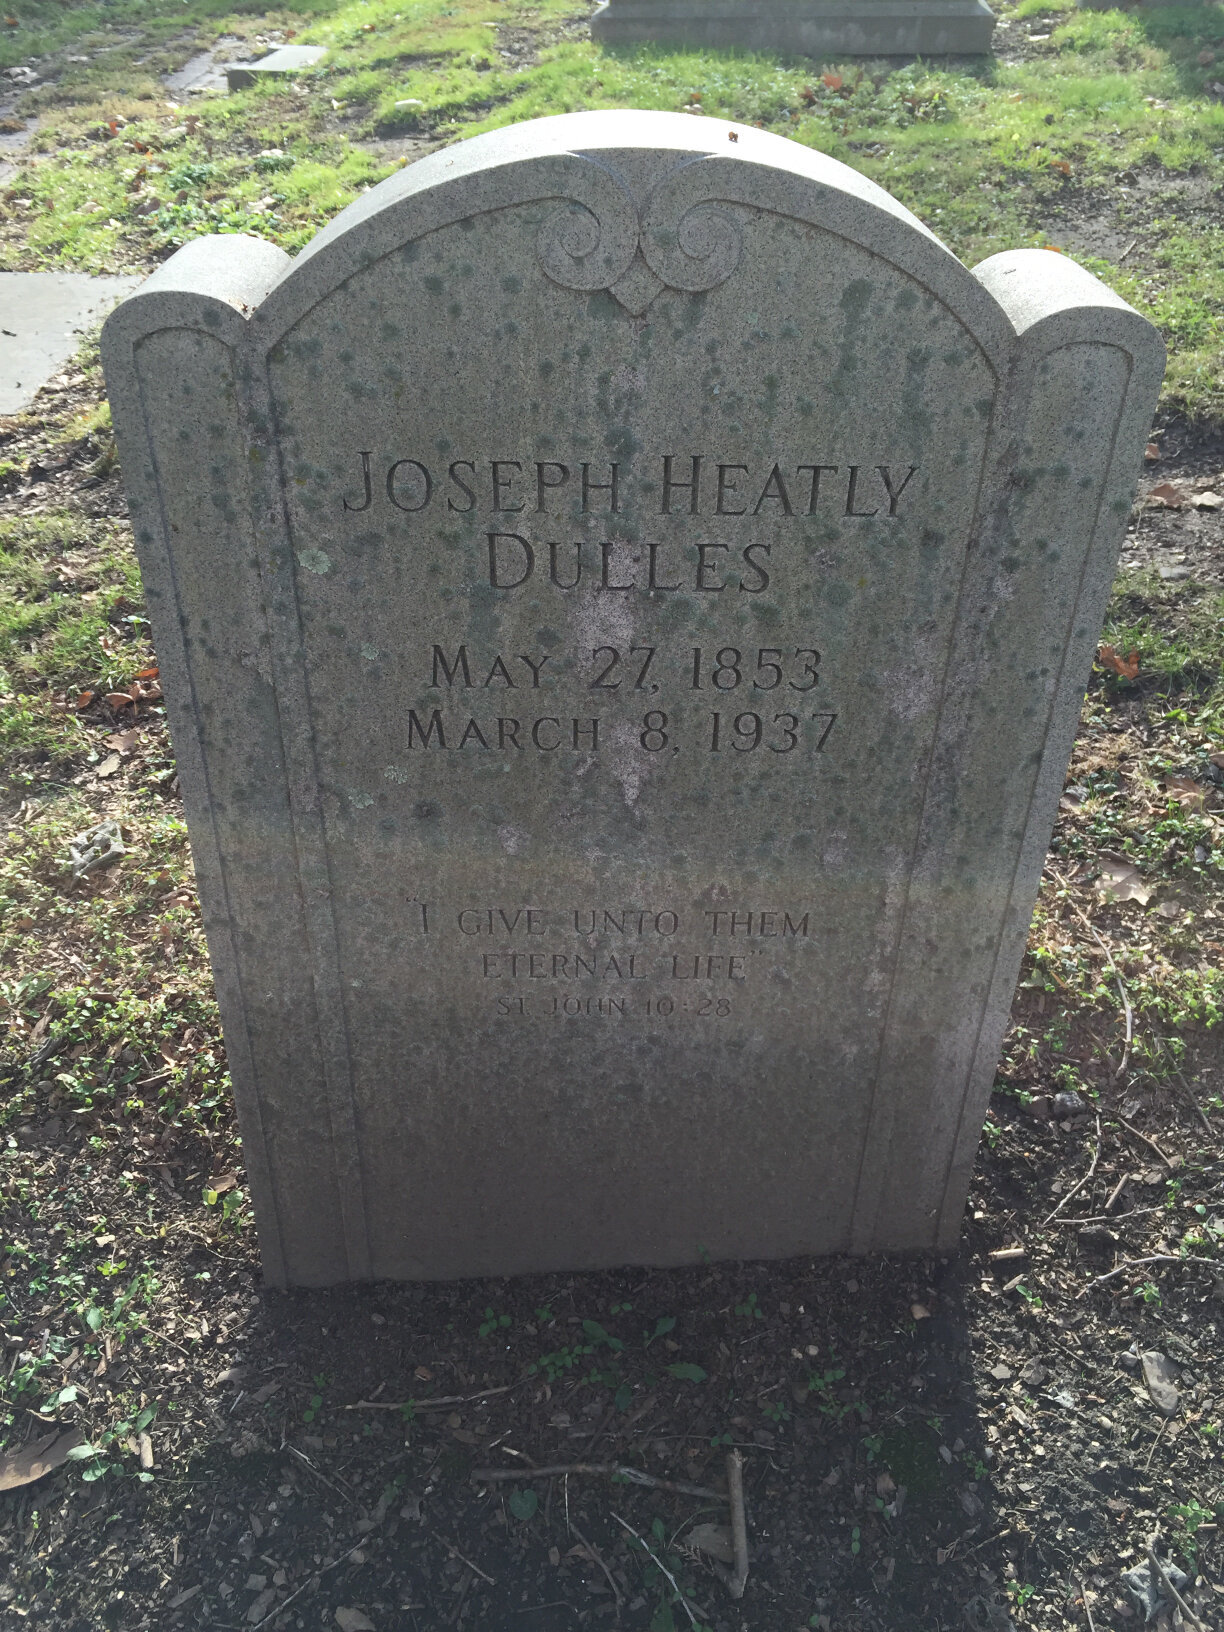 JOSEPH HEATLY
DULLES
MAY 27, 1853
MARCH 8, 1937
"I GIVE UNTO THEM
ETERNAL LIFE"
ST. JOHN 10:28